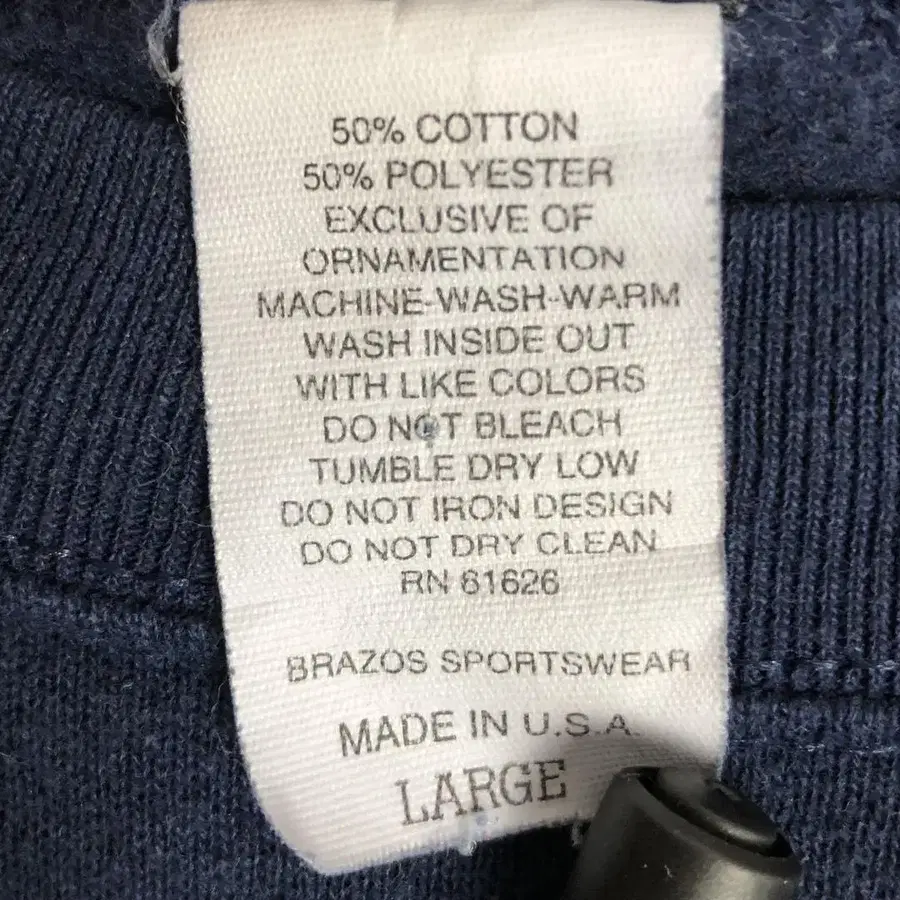 50% COTTON
50% POLYESTER
EXCLUSIVE OF
ORNAMENTATION
MACHINE-WASH-WARM
WASH INSIDE OUT
WITH LIKE COLORS
DO NOT BLEACH
TUMBLE DRY LOW
DO NOT IRON DESIGN
DO NOT DRY CLEAN
RN 61626
BRAZOS SPORTSWEAR
MADE IN U.S.A.
LARGE